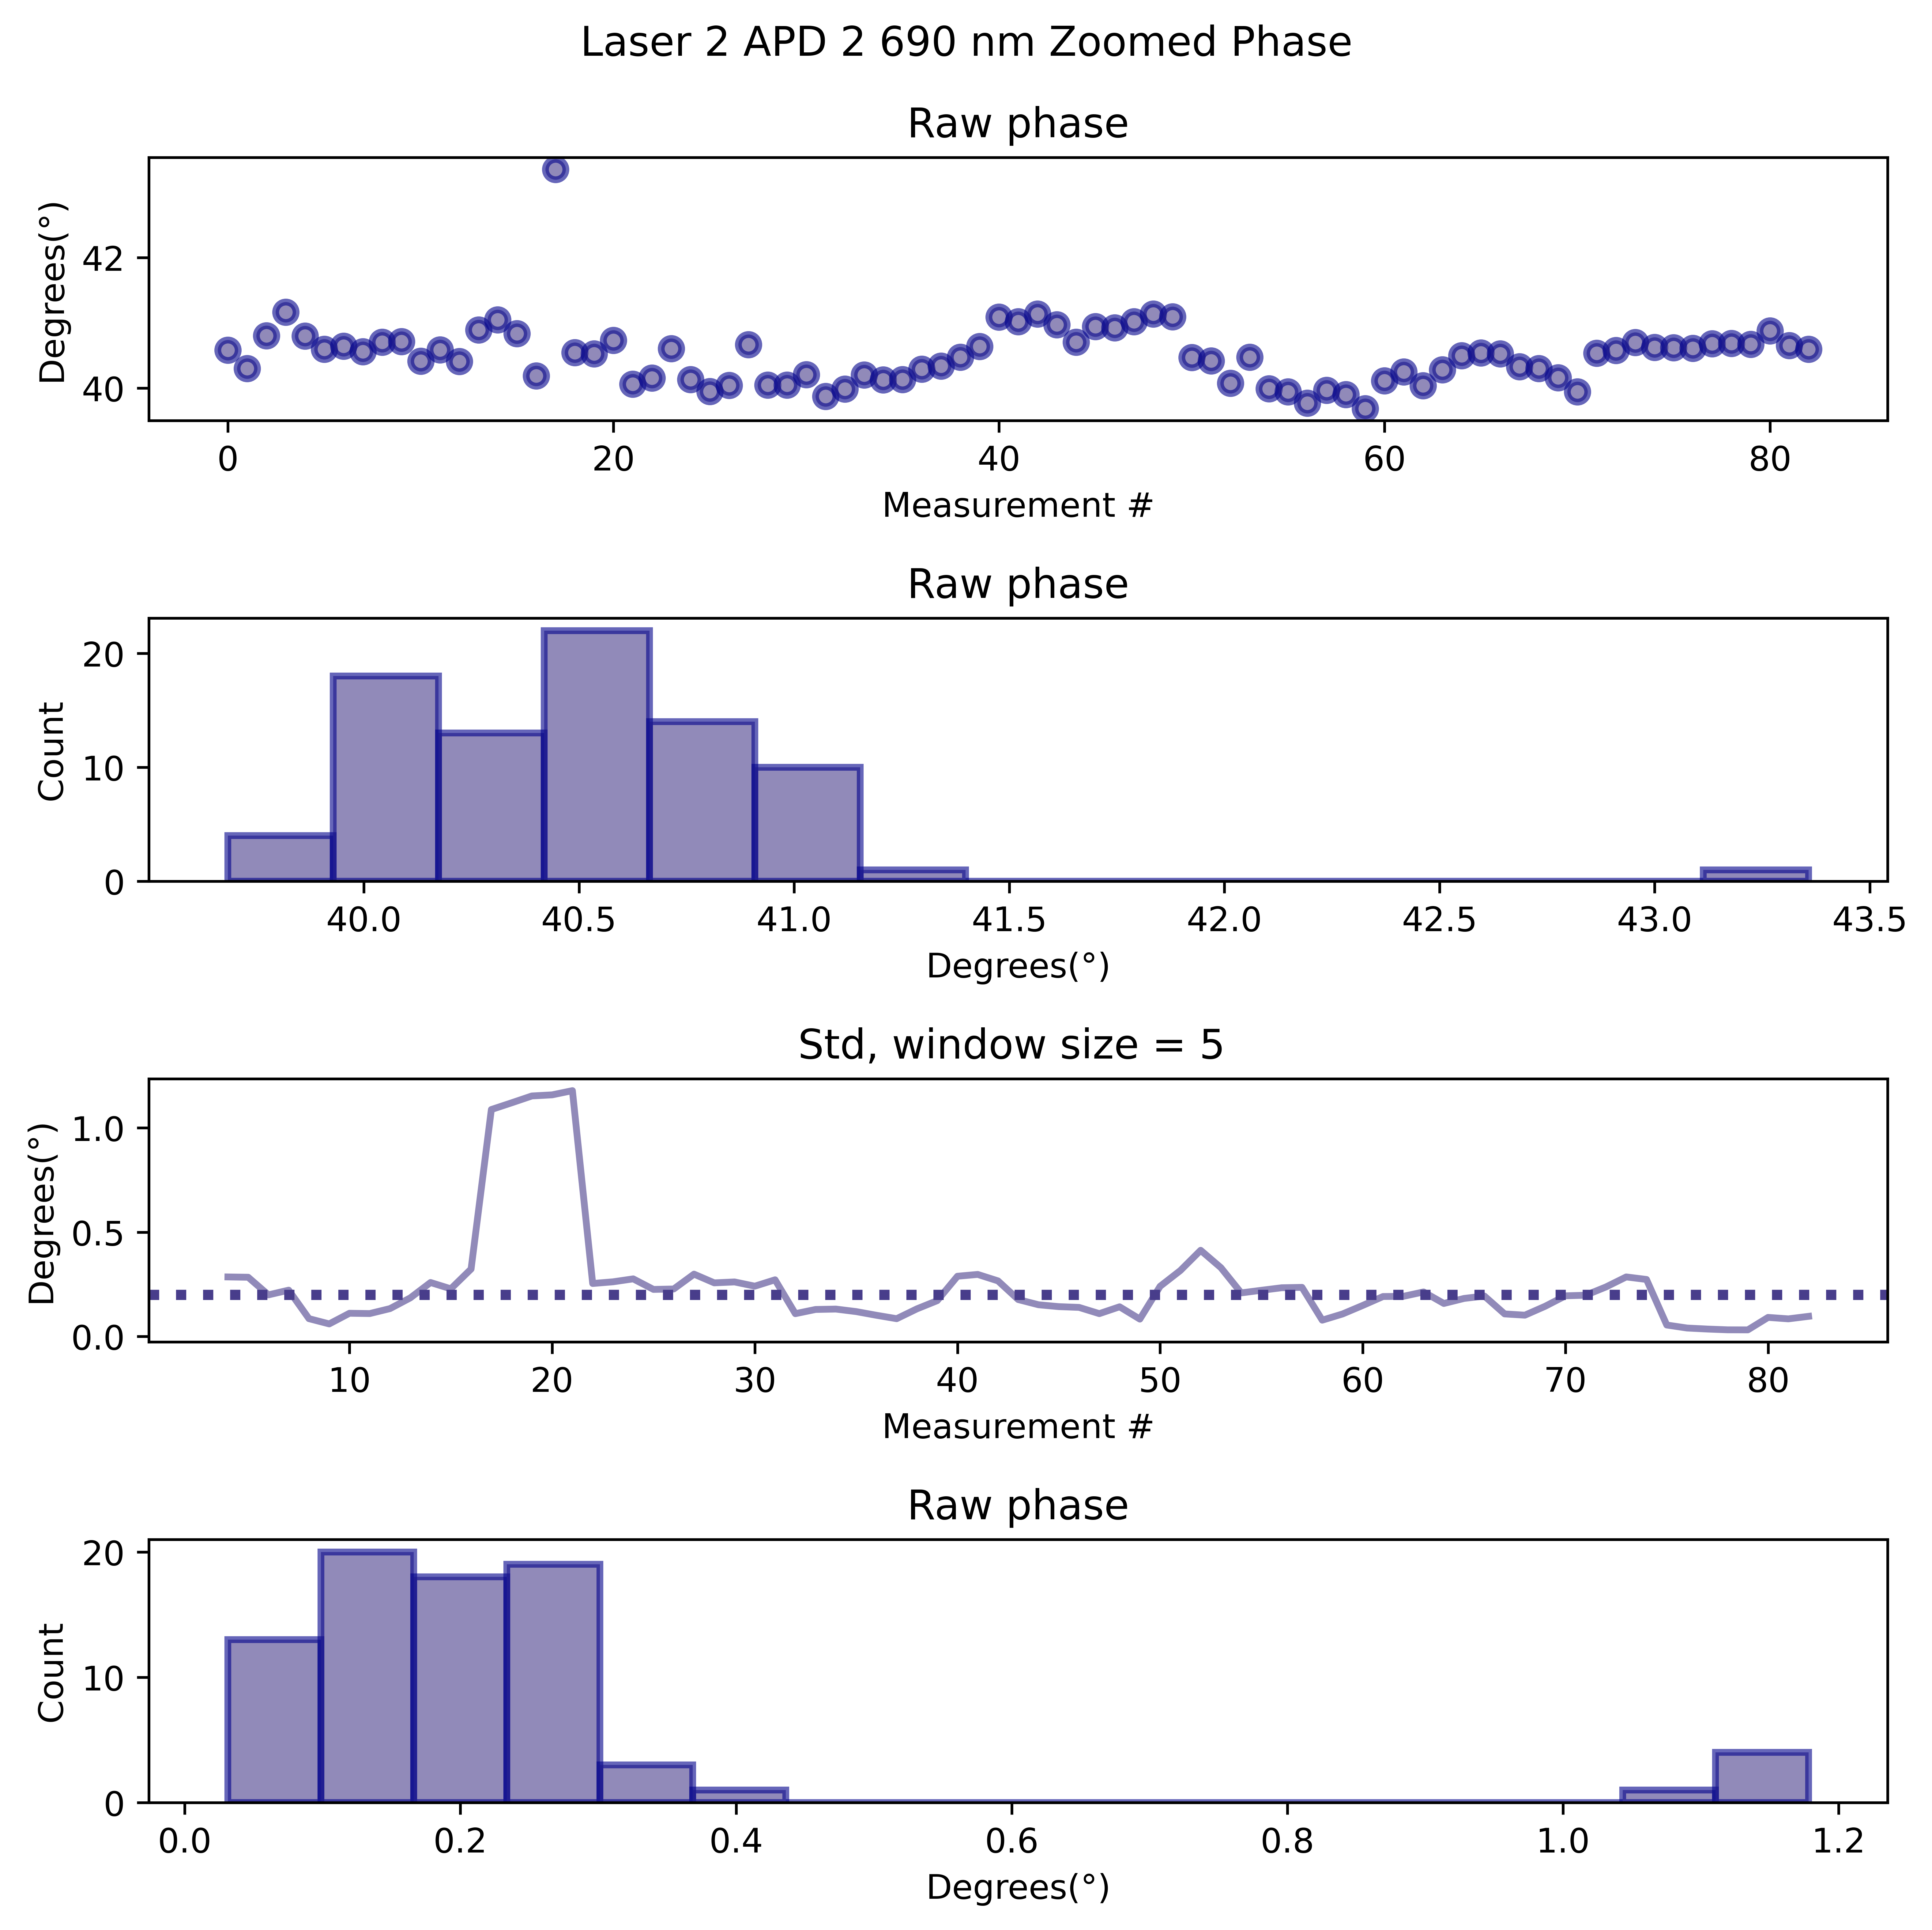 Laser 2 APD 2 690 nm Zoomed Phase
Raw phase
Degrees(°)
42
40
0 20 40 60 80
Measurement #
Raw phase
Count
20
10
0
40.0 40.5 41.0 41.5 42.0 42.5 43.0 43.5
Degrees(°)
Std, window size = 5
Degrees(°)
1.0
0.5
0.0
10 20 30 40 50 60 70 80
Measurement #
Raw phase
Count
20
10
0
0.0 0.2 0.4 0.6 0.8 1.0 1.2
Degrees(°)